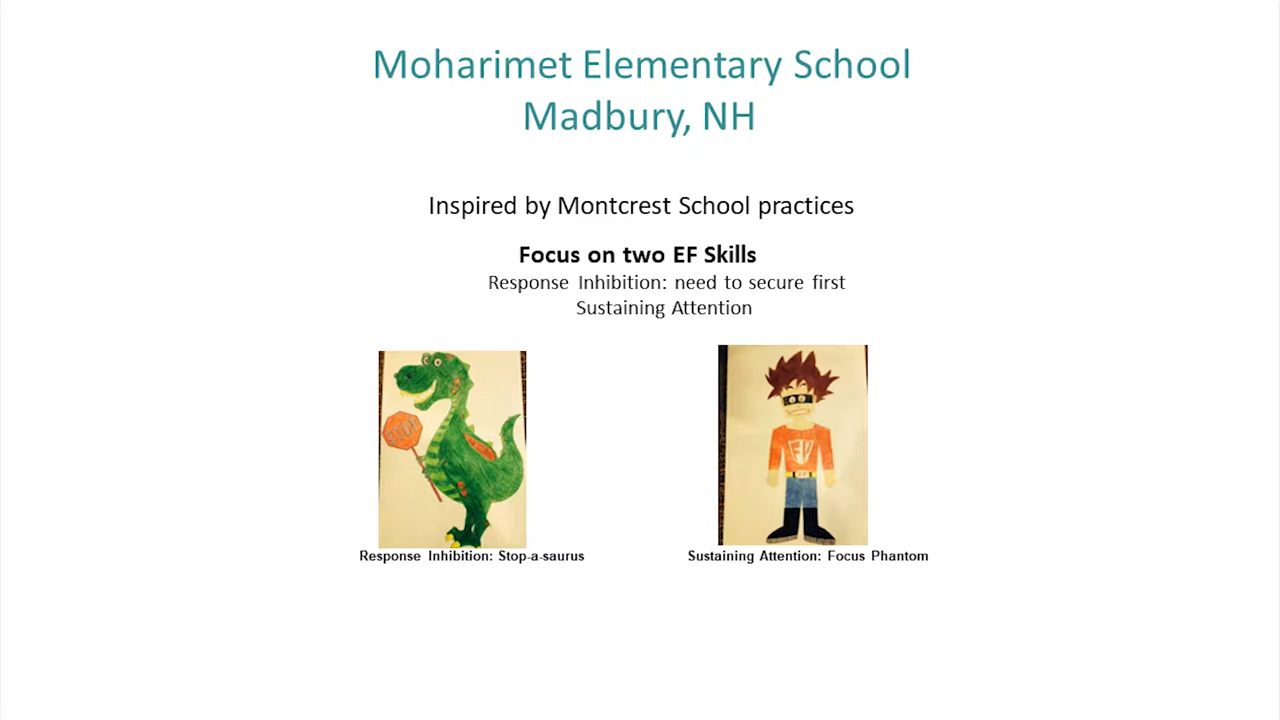 Moharimet Elementary School
Madbury, NH
Inspired by Montcrest School practices
Focus on two EF Skills
Response Inhibition: need to secure first
Sustaining Attention
STOP
Response Inhibition: Stop-a-saurus
Sustaining Attention: Focus Phantom